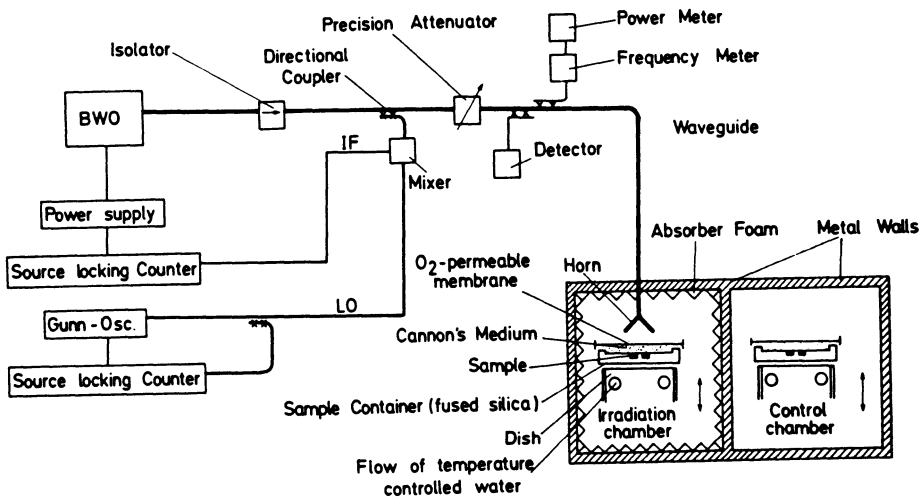 Power Meter
Precision Attenuator
Isolator
Directional
Coupler
Frequency Meter
BWO
Waveguide
IF
Detector
Mixer
Power supply
Absorber Foam
Metal Walls
Source locking Counter
O2-permeable
membrane
Horn
LO
Gunn-Osc.
Cannon's Medium
Sample
Source locking Counter
Sample Container (fused silica)
Irradiation
chamber
Control
chamber
Dish
Flow of temperature
controlled water